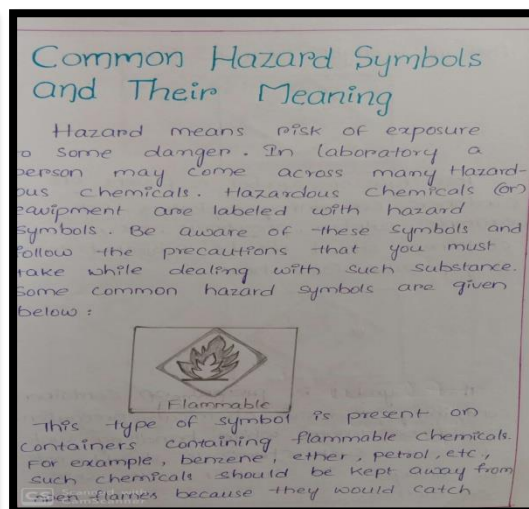 Common Hazard Symbols
and Their Meaning
Hazard means risk of exposure
to some danger. In laboratory a
person may come across many Hazard-
ous chemicals. Hazardous chemicals (or)
equipment are labeled with hazard
symbols. Be aware of these symbols and
follow the precautions that you must
take while dealing with such substance.
Some common hazard symbols are given
below :
Flammable
This type of symbol is present on
containers containing flammable chemicals.
For example, benzene, ether, petrol, etc,
such chemicals should be kept away from
open flames because they would catch
CS